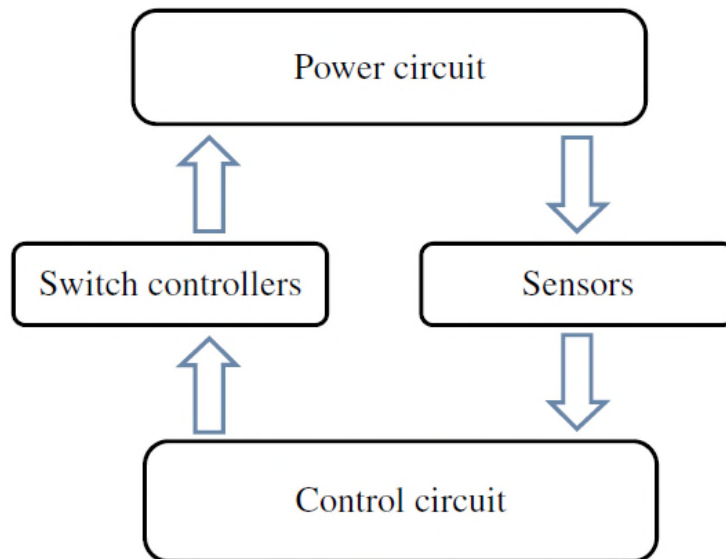 Power circuit
Switch controllers
Sensors
Control circuit